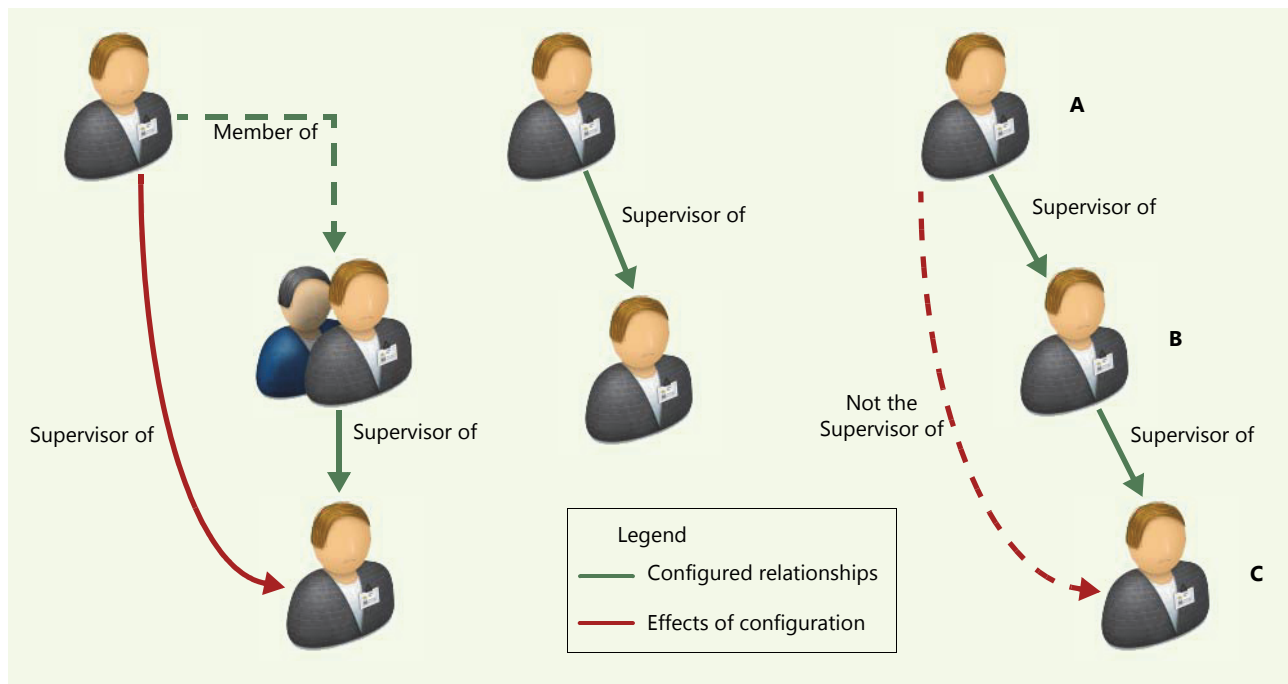 Member of
Supervisor of
Supervisor of
Supervisor of
A
Supervisor of
B
Not the
Supervisor of
Supervisor of
C
Legend
Configured relationships
Effects of configuration